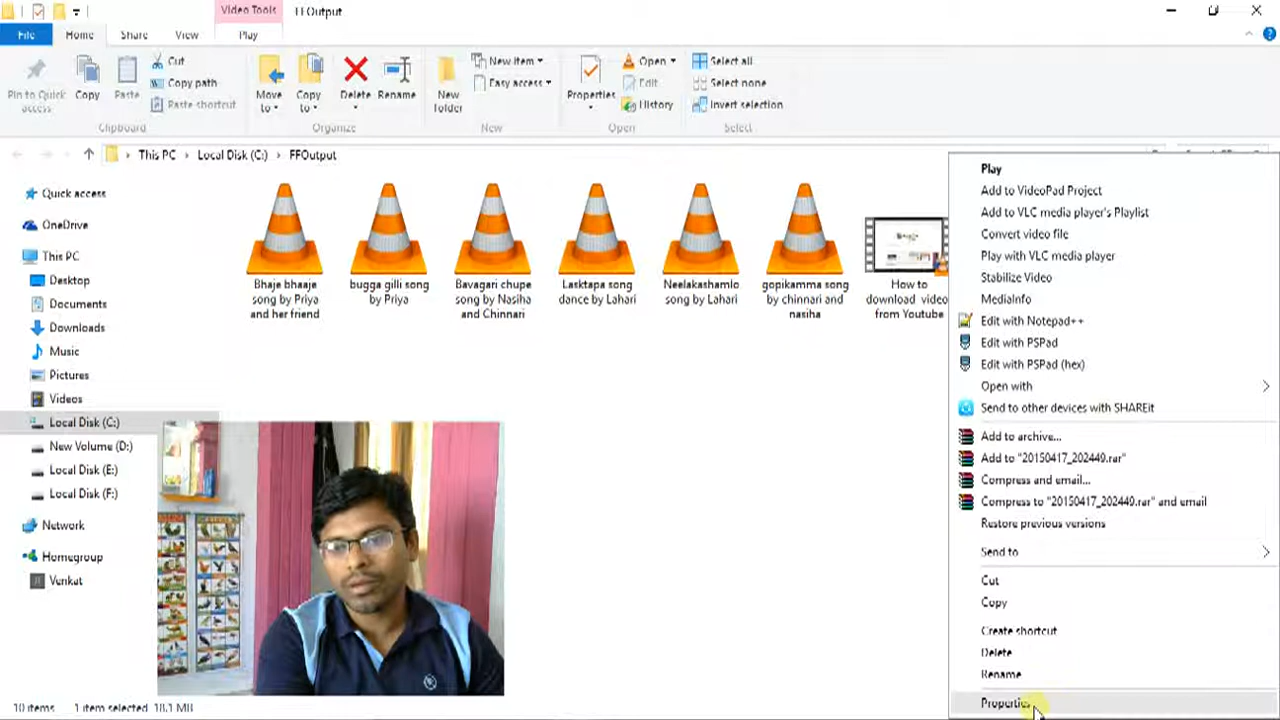 Video Tools
FFOutput
File
Home
Share
View
Play
Pin to Quick
access
Copy
Paste
Cut
Copy path
Paste shortcut
Clipboard
Move
to
Copy
to
Delete
Rename
Organize
New
folder
New item
Easy access
New
Properties
Open
Edit
History
Open
Select all
Select none
Invert selection
Select
This PC
Local Disk (C:)
FFOutput
Quick access
OneDrive
This PC
Desktop
Documents
Downloads
Music
Pictures
Videos
Local Disk (C:)
New Volume (D:)
Local Disk (E:)
Local Disk (F:)
Network
Homegroup
Venkat
Bhaje bhaaje
song by Priya
and her friend
bugga gilli song
by Priya
Bavagari chupe
song by Nasiha
and Chinnari
Lasktapa song
dance by Lahari
Neelakashamlo
song by Lahari
gopikamma song
by chinnari and
nasiha
How to
download video
from Youtube
Play
Add to VideoPad Project
Add to VLC media player's Playlist
Convert video file
Play with VLC media player
Stabilize Video
MediaInfo
Edit with Notepad++
Edit with PSPad
Edit with PSPad (hex)
Open with
Send to other devices with SHAREit
Add to archive...
Add to "20150417_202449.rar"
Compress and email...
Compress to "20150417_202449.rar" and email
Restore previous versions
Send to
Cut
Copy
Create shortcut
Delete
Rename
Properties
10 items
1 item selected 18.1 MB